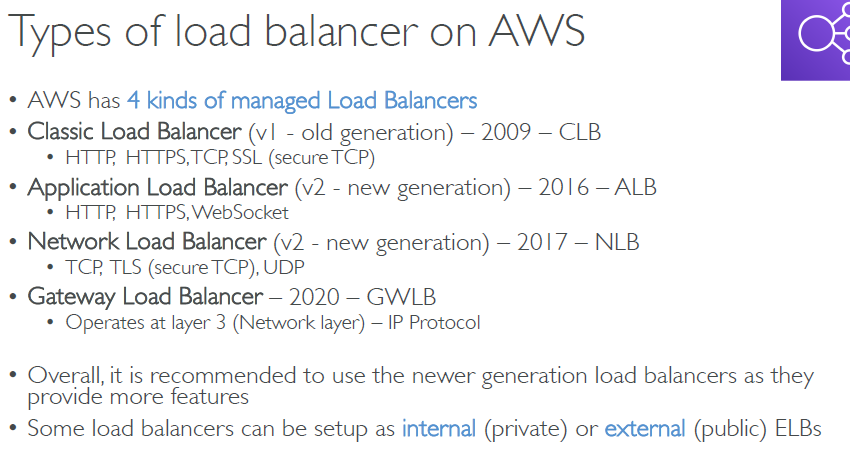 Types of load balancer on AWS
• AWS has 4 kinds of managed Load Balancers
• Classic Load Balancer (v1 - old generation) – 2009 – CLB
• HTTP, HTTPS, TCP, SSL (secure TCP)
• Application Load Balancer (v2 - new generation) – 2016 – ALB
• HTTP, HTTPS, WebSocket
• Network Load Balancer (v2 - new generation) – 2017 – NLB
• TCP, TLS (secure TCP), UDP
• Gateway Load Balancer – 2020 – GWLB
• Operates at layer 3 (Network layer) – IP Protocol
• Overall, it is recommended to use the newer generation load balancers as they
provide more features
• Some load balancers can be setup as internal (private) or external (public) ELBs